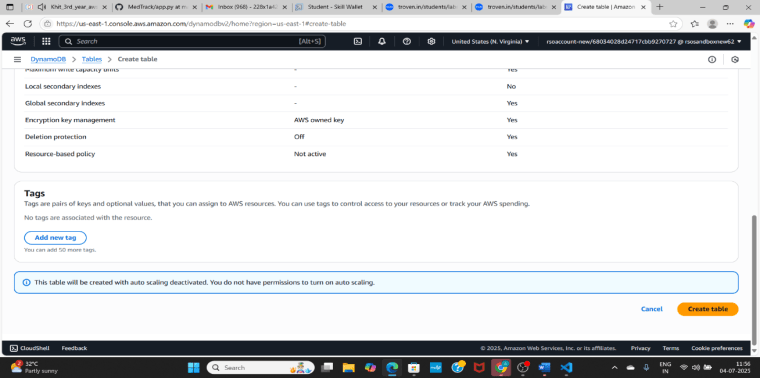 Khit_3rd_year_aw
MedTrack/app.py at m
Inbox (968) - 228x1a42
Student - Skill Wallet
troven.in/students/lab
troven.in/students/lab
Create table | Amazon
https://us-east-1.console.aws.amazon.com/dynamodbv2/home?region=us-east-1#create-table
aws
Search
[Alt+S]
United States (N. Virginia)
rsoaccount-new/68034028d24717cbb9270727 @ rsosandboxnew62
DynamoDB > Tables > Create table
Maximum write capacity units - Yes
Local secondary indexes - No
Global secondary indexes - Yes
Encryption key management AWS owned key Yes
Deletion protection Off Yes
Resource-based policy Not active Yes
Tags
Tags are pairs of keys and optional values, that you can assign to AWS resources. You can use tags to control access to your resources or track your AWS spending.
No tags are associated with the resource.
Add new tag
You can add 50 more tags.
This table will be created with auto scaling deactivated. You do not have permissions to turn on auto scaling.
Cancel Create table
CloudShell Feedback © 2025, Amazon Web Services, Inc. or its affiliates. Privacy Terms Cookie preferences
32°C
Partly sunny
Search
ENG
IN
11:56
04-07-2025